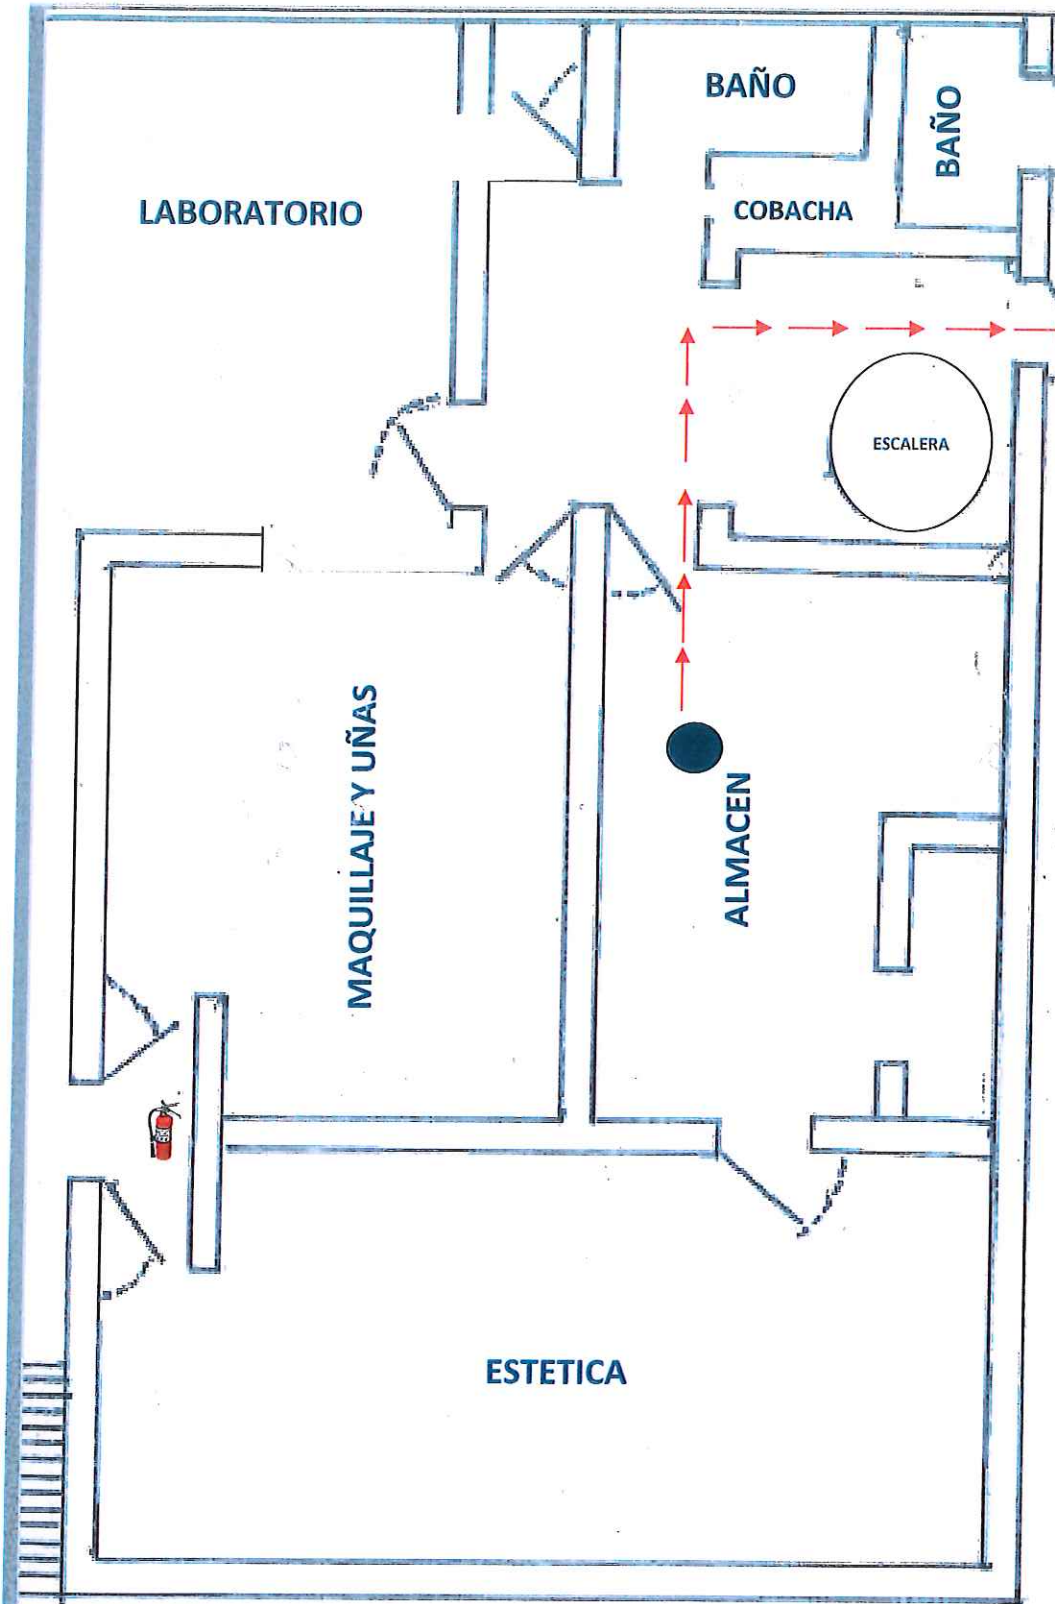 BAÑO
BAÑO
LABORATORIO
COBACHA
ESCALERA
MAQUILLAJE Y UÑAS
ALMACEN
ESTETICA